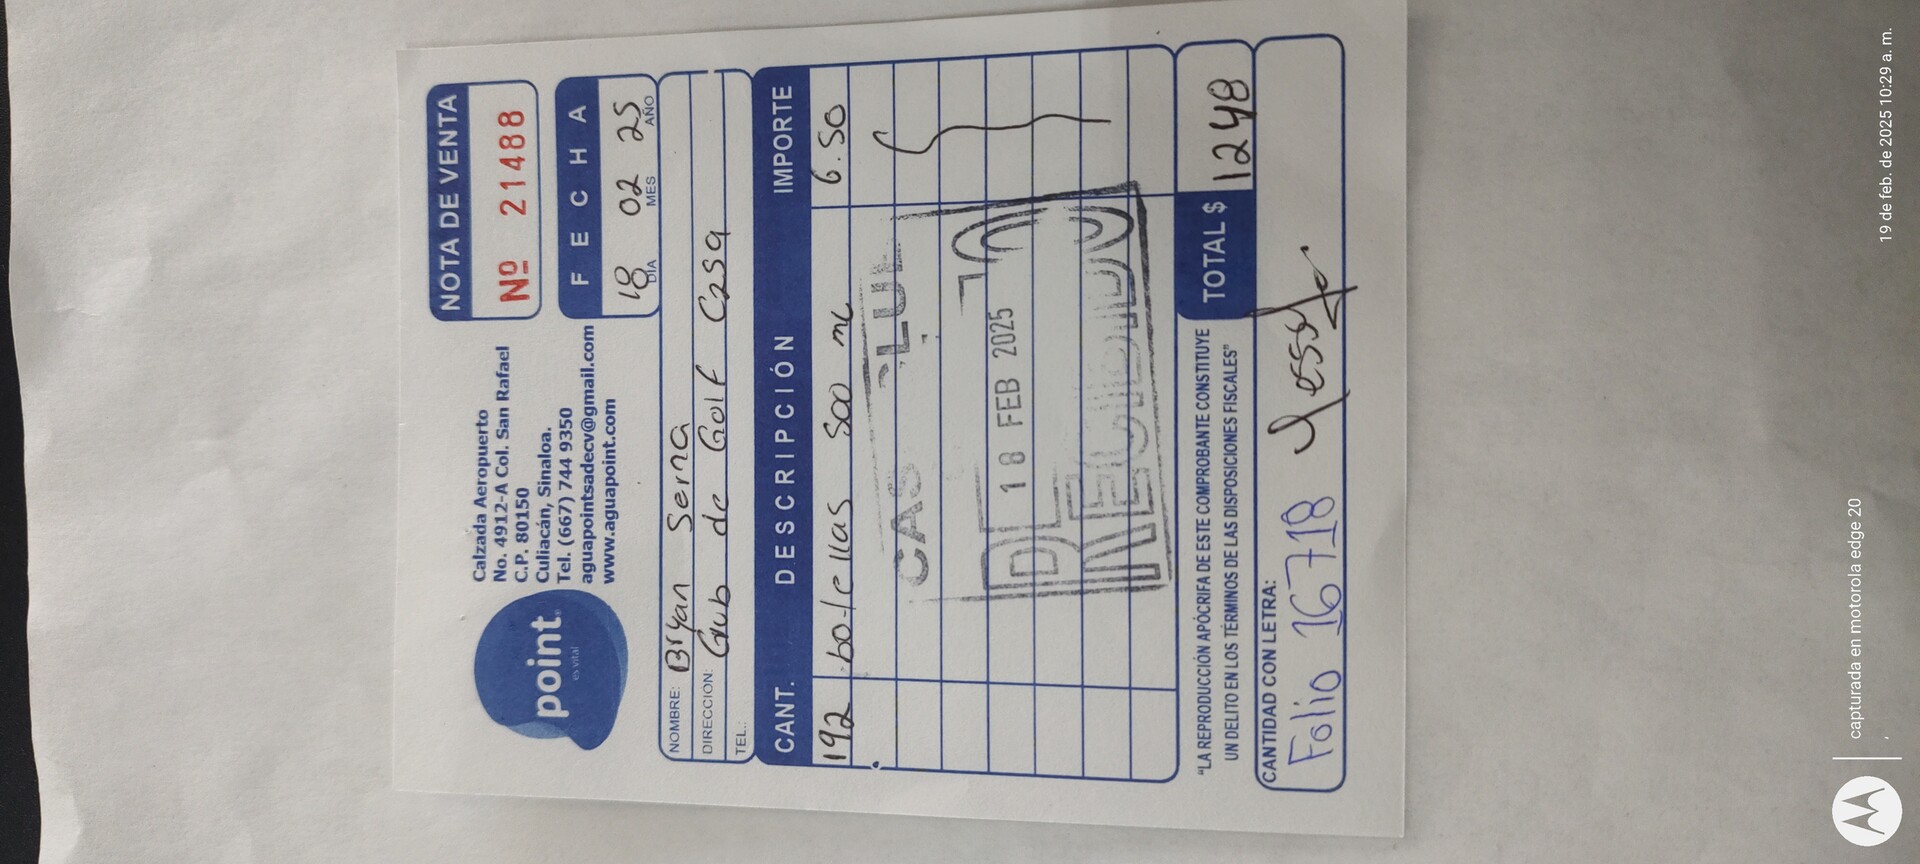 point.
es vital
Calzada Aeropuerto
No. 4912-A Col. San Rafael
C.P. 80150
Culiacán, Sinaloa.
Tel. (667) 744 9350
aguapointsadecv@gmail.com
www.aguapoint.com
NOTA DE VENTA
Nº 21488
FECHA
18 02 25
DÍA MES AÑO
NOMBRE: Bryan Serna
DIRECCION: Club de Golf Casa
TEL.:
CANT. DESCRIPCIÓN IMPORTE
192 botellas 500 ml 6.50
18 FEB 2025
RECIBIDO
"LA REPRODUCCIÓN APÓCRIFA DE ESTE COMPROBANTE CONSTITUYE
UN DELITO EN LOS TÉRMINOS DE LAS DISPOSICIONES FISCALES"
TOTAL $ 1248
CANTIDAD CON LETRA:
Folio 16718
capturada en motorola edge 20
19 de feb. de 2025 10:29 a. m.